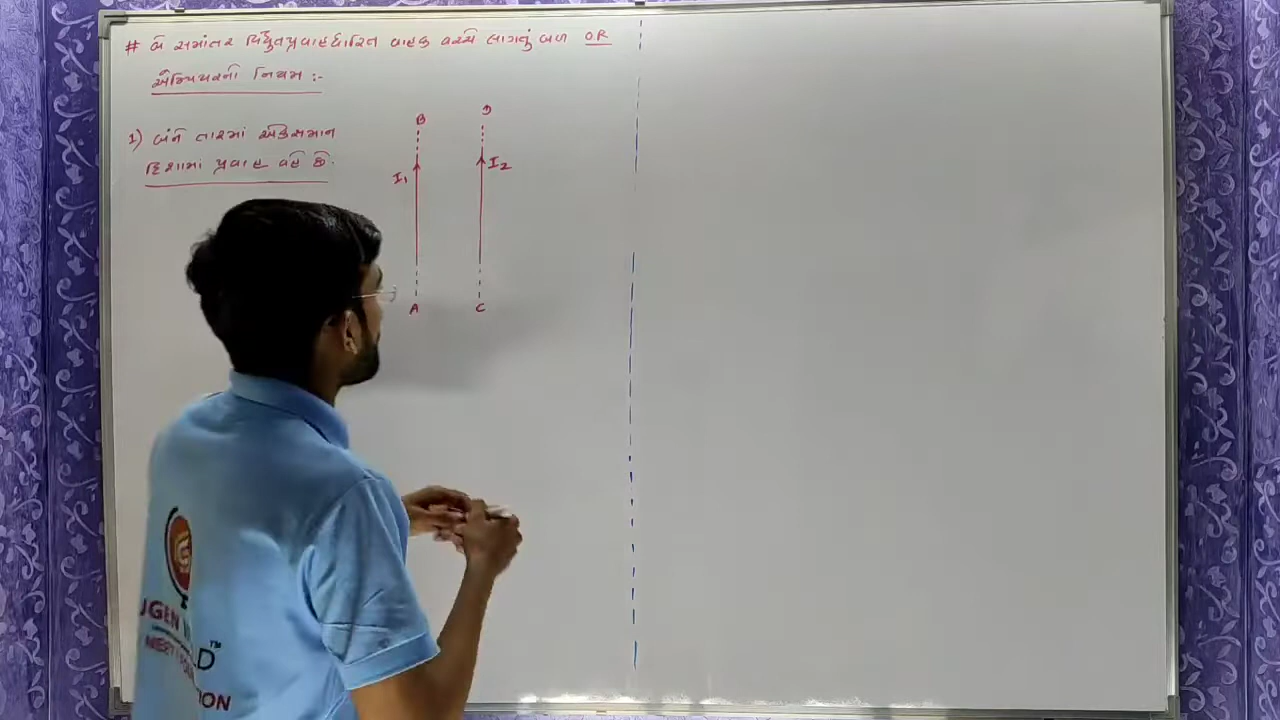 # બે સમાંતર વિદ્યુતપ્રવાહધારિત વાહક વચ્ચે લાગતું બળ OR
એમ્પિયરનો નિયમ :-
1) બંને તારમાં એકસમાન
દિશામાં પ્રવાહ વહે છે.
B D
I₁ I₂
A C